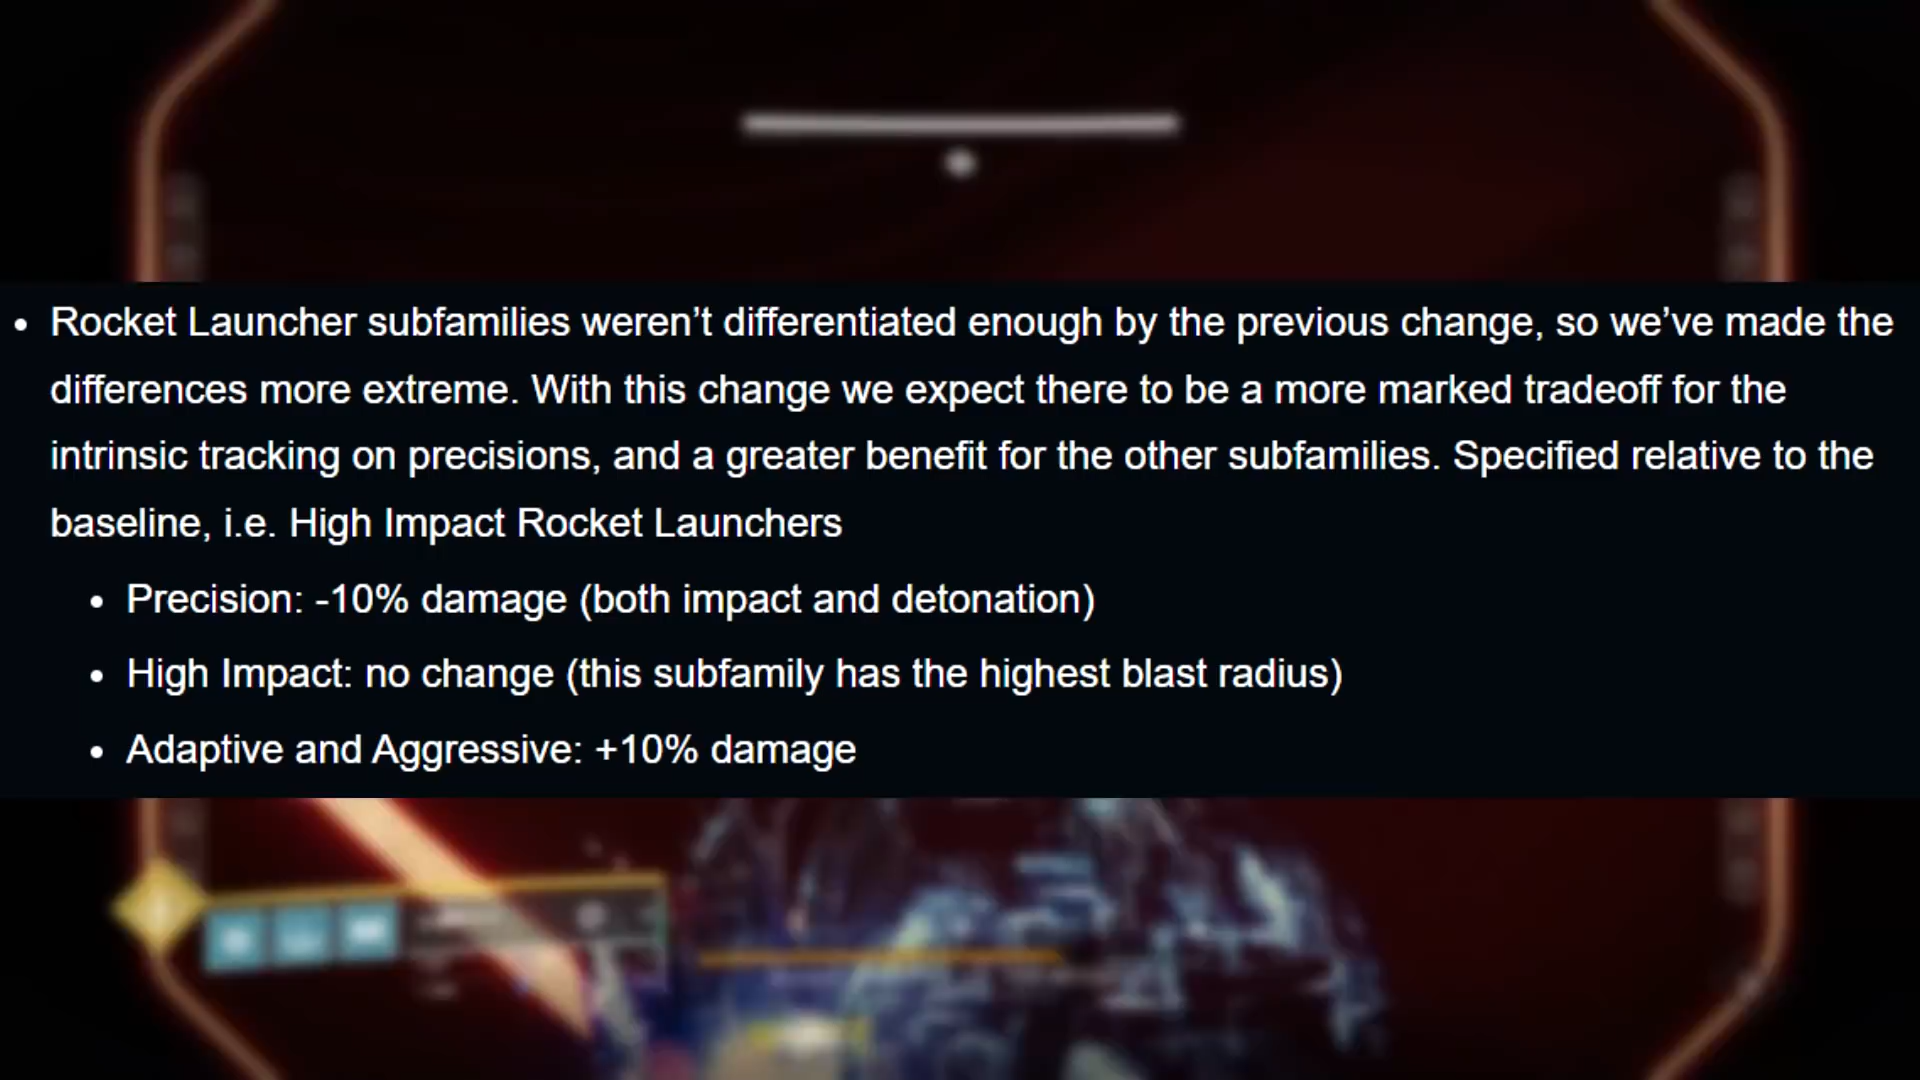 • Rocket Launcher subfamilies weren’t differentiated enough by the previous change, so we’ve made the
differences more extreme. With this change we expect there to be a more marked tradeoff for the
intrinsic tracking on precisions, and a greater benefit for the other subfamilies. Specified relative to the
baseline, i.e. High Impact Rocket Launchers
• Precision: -10% damage (both impact and detonation)
• High Impact: no change (this subfamily has the highest blast radius)
• Adaptive and Aggressive: +10% damage